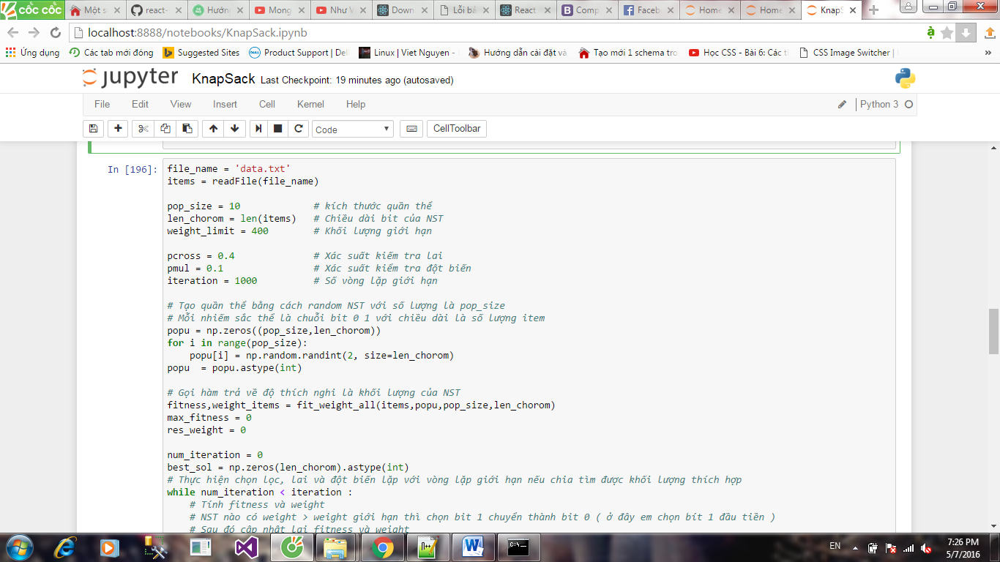 CỐC CỐC Một s react- Hướng Mong Như V Down Lỗi bả React Comp Faceb Home Home KnapS
localhost:8888/notebooks/KnapSack.ipynb
Ứng dụng Các tab mới đóng Suggested Sites Product Support | Del Linux | Viet Nguyen - Hướng dẫn cài đặt và Tạo mới 1 schema tro Học CSS - Bài 6: Các t CSS Image Switcher | »
jupyter KnapSack Last Checkpoint: 19 minutes ago (autosaved)
File Edit View Insert Cell Kernel Help Python 3
Code CellToolbar
In [196]: file_name = 'data.txt'
items = readFile(file_name)
pop_size = 10 # kích thước quần thể
len_chorom = len(items) # Chiều dài bit của NST
weight_limit = 400 # Khối lượng giới hạn
pcross = 0.4 # Xác suất kiểm tra lai
pmul = 0.1 # Xác suất kiểm tra đột biến
iteration = 1000 # Số vòng lặp giới hạn
# Tạo quần thể bằng cách random NST với số lượng là pop_size
# Mỗi nhiễm sắc thể là chuỗi bit 0 1 với chiều dài là số lượng item
popu = np.zeros((pop_size,len_chorom))
for i in range(pop_size):
popu[i] = np.random.randint(2, size=len_chorom)
popu = popu.astype(int)
# Gọi hàm trả về độ thích nghi là khối lượng của NST
fitness,weight_items = fit_weight_all(items,popu,pop_size,len_chorom)
max_fitness = 0
res_weight = 0
num_iteration = 0
best_sol = np.zeros(len_chorom).astype(int)
# Thực hiện chọn lọc, lai và đột biến lặp với vòng lặp giới hạn nếu chia tìm được khối lượng thích hợp
while num_iteration < iteration :
# Tính fitness và weight
# NST nào có weight > weight giới hạn thì chọn bit 1 chuyển thành bit 0 ( ở đây em chọn bít 1 đầu tiên )
# Sau đó cập nhật lại fitness và weight
EN 7:26 PM
5/7/2016